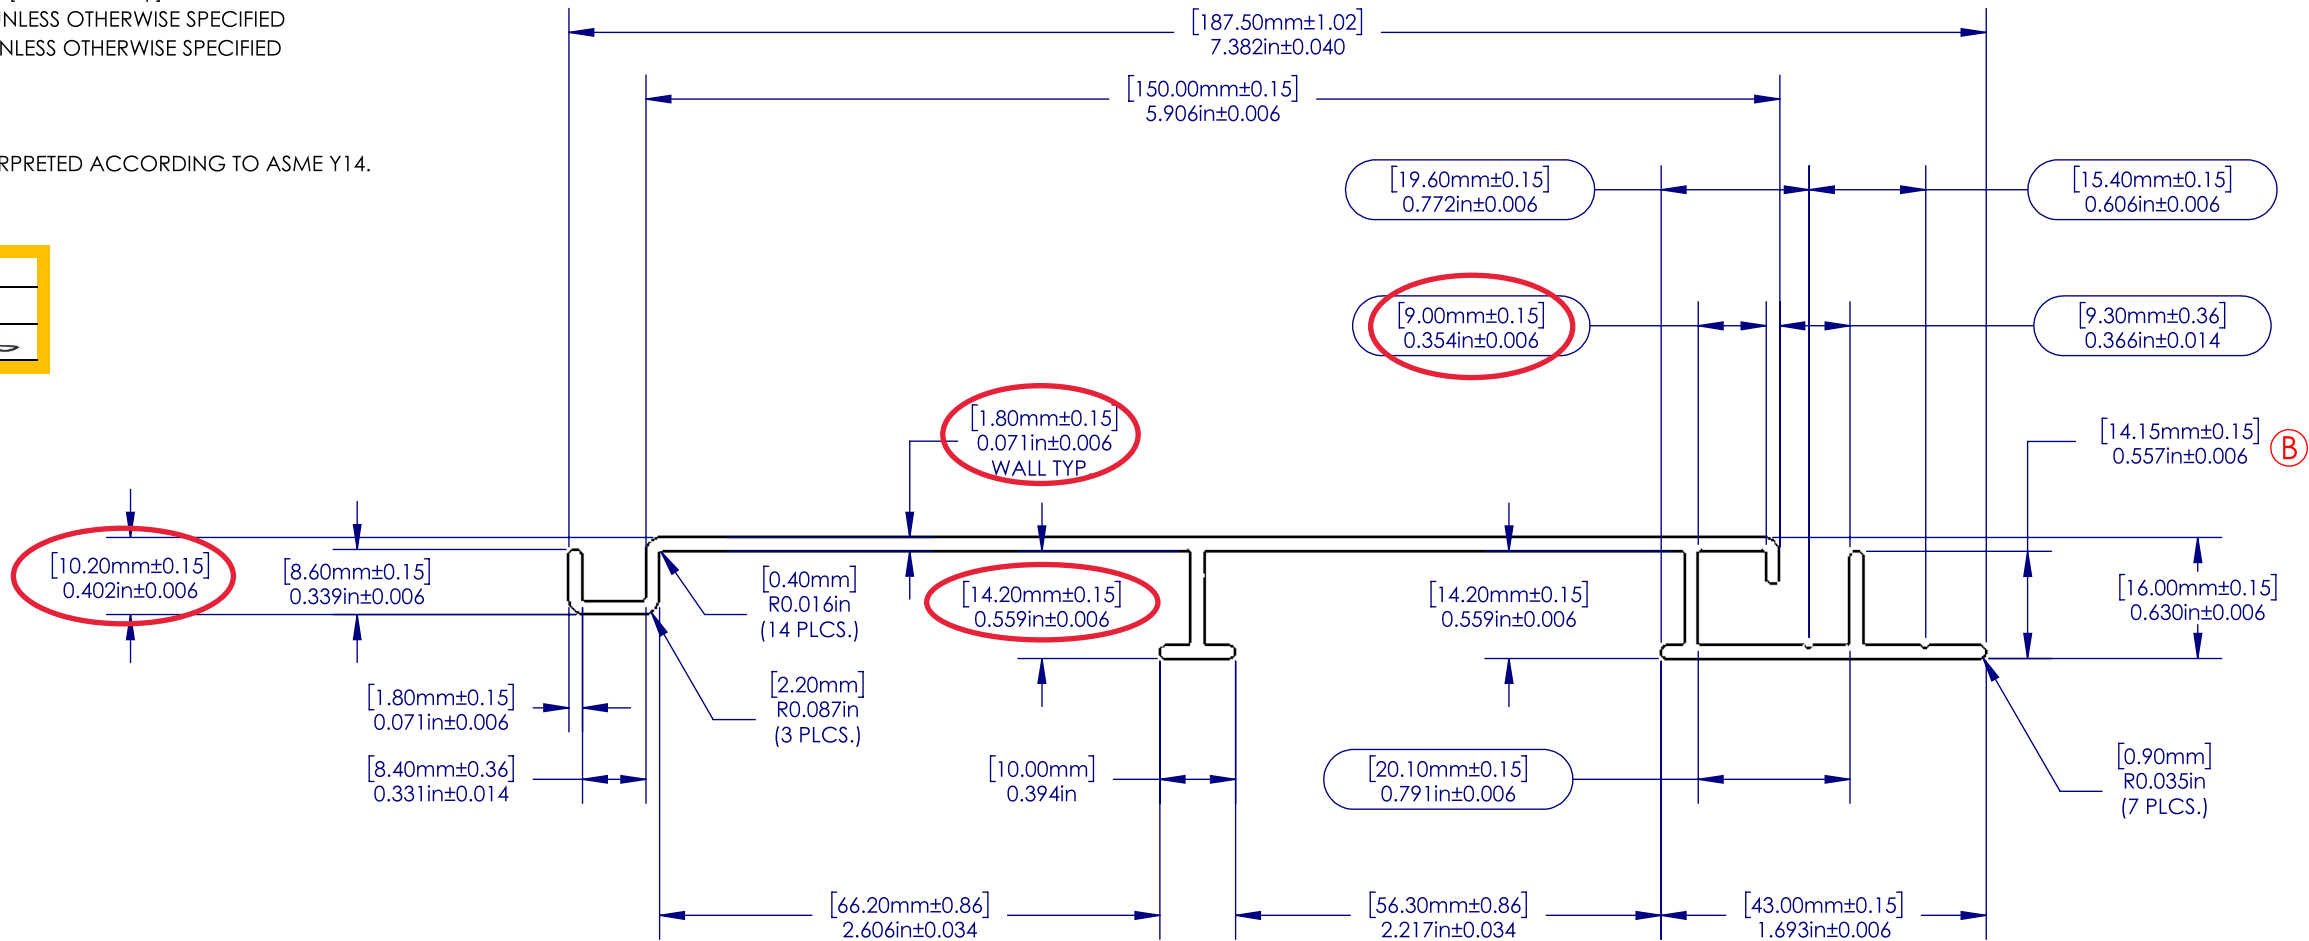 UNLESS OTHERWISE SPECIFIED
UNLESS OTHERWISE SPECIFIED
RPRETED ACCORDING TO ASME Y14.
[187.50mm±1.02]
7.382in±0.040
[150.00mm±0.15]
5.906in±0.006
[19.60mm±0.15]
0.772in±0.006
[15.40mm±0.15]
0.606in±0.006
[9.00mm±0.15]
0.354in±0.006
[9.30mm±0.36]
0.366in±0.014
[1.80mm±0.15]
0.071in±0.006
WALL TYP.
[14.15mm±0.15]
0.557in±0.006
B
[10.20mm±0.15]
0.402in±0.006
[8.60mm±0.15]
0.339in±0.006
[0.40mm]
R0.016in
(14 PLCS.)
[14.20mm±0.15]
0.559in±0.006
[14.20mm±0.15]
0.559in±0.006
[16.00mm±0.15]
0.630in±0.006
[1.80mm±0.15]
0.071in±0.006
[2.20mm]
R0.087in
(3 PLCS.)
[8.40mm±0.36]
0.331in±0.014
[10.00mm]
0.394in
[20.10mm±0.15]
0.791in±0.006
[0.90mm]
R0.035in
(7 PLCS.)
[66.20mm±0.86]
2.606in±0.034
[56.30mm±0.86]
2.217in±0.034
[43.00mm±0.15]
1.693in±0.006